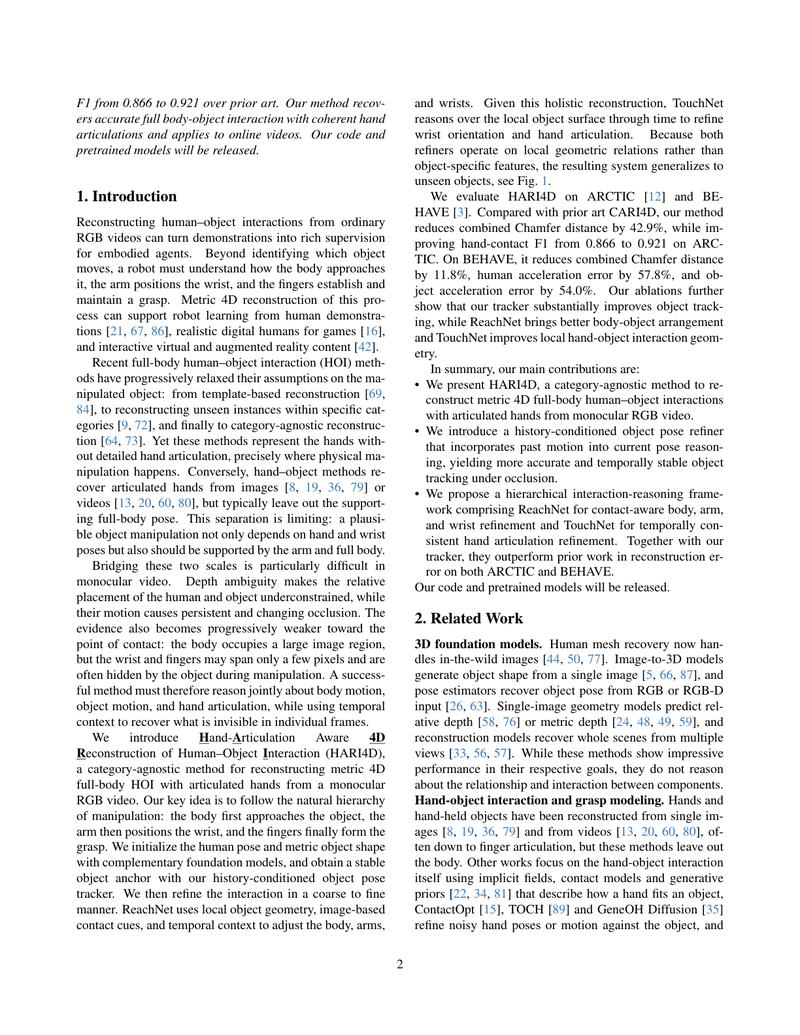 F1 from 0.866 to 0.921 over prior art. Our method recov-
ers accurate full body-object interaction with coherent hand
articulations and applies to online videos. Our code and
pretrained models will be released.
1. Introduction
Reconstructing human–object interactions from ordinary
RGB videos can turn demonstrations into rich supervision
for embodied agents. Beyond identifying which object
moves, a robot must understand how the body approaches
it, the arm positions the wrist, and the fingers establish and
maintain a grasp. Metric 4D reconstruction of this pro-
cess can support robot learning from human demonstra-
tions [21, 67, 86], realistic digital humans for games [16],
and interactive virtual and augmented reality content [42].
Recent full-body human–object interaction (HOI) meth-
ods have progressively relaxed their assumptions on the ma-
nipulated object: from template-based reconstruction [69,
84], to reconstructing unseen instances within specific cat-
egories [9, 72], and finally to category-agnostic reconstruc-
tion [64, 73]. Yet these methods represent the hands with-
out detailed hand articulation, precisely where physical ma-
nipulation happens. Conversely, hand–object methods re-
cover articulated hands from images [8, 19, 36, 79] or
videos [13, 20, 60, 80], but typically leave out the support-
ing full-body pose. This separation is limiting: a plausi-
ble object manipulation not only depends on hand and wrist
poses but also should be supported by the arm and full body.
Bridging these two scales is particularly difficult in
monocular video. Depth ambiguity makes the relative
placement of the human and object underconstrained, while
their motion causes persistent and changing occlusion. The
evidence also becomes progressively weaker toward the
point of contact: the body occupies a large image region,
but the wrist and fingers may span only a few pixels and are
often hidden by the object during manipulation. A success-
ful method must therefore reason jointly about body motion,
object motion, and hand articulation, while using temporal
context to recover what is invisible in individual frames.
We introduce Hand-Articulation Aware 4D
Reconstruction of Human–Object Interaction (HARI4D),
a category-agnostic method for reconstructing metric 4D
full-body HOI with articulated hands from a monocular
RGB video. Our key idea is to follow the natural hierarchy
of manipulation: the body first approaches the object, the
arm then positions the wrist, and the fingers finally form the
grasp. We initialize the human pose and metric object shape
with complementary foundation models, and obtain a stable
object anchor with our history-conditioned object pose
tracker. We then refine the interaction in a coarse to fine
manner. ReachNet uses local object geometry, image-based
contact cues, and temporal context to adjust the body, arms,
and wrists. Given this holistic reconstruction, TouchNet
reasons over the local object surface through time to refine
wrist orientation and hand articulation. Because both
refiners operate on local geometric relations rather than
object-specific features, the resulting system generalizes to
unseen objects, see Fig. 1.
We evaluate HARI4D on ARCTIC [12] and BE-
HAVE [3]. Compared with prior art CARI4D, our method
reduces combined Chamfer distance by 42.9%, while im-
proving hand-contact F1 from 0.866 to 0.921 on ARC-
TIC. On BEHAVE, it reduces combined Chamfer distance
by 11.8%, human acceleration error by 57.8%, and ob-
ject acceleration error by 54.0%. Our ablations further
show that our tracker substantially improves object track-
ing, while ReachNet brings better body-object arrangement
and TouchNet improves local hand-object interaction geom-
etry.
In summary, our main contributions are:
• We present HARI4D, a category-agnostic method to re-
construct metric 4D full-body human–object interactions
with articulated hands from monocular RGB video.
• We introduce a history-conditioned object pose refiner
that incorporates past motion into current pose reason-
ing, yielding more accurate and temporally stable object
tracking under occlusion.
• We propose a hierarchical interaction-reasoning frame-
work comprising ReachNet for contact-aware body, arm,
and wrist refinement and TouchNet for temporally con-
sistent hand articulation refinement. Together with our
tracker, they outperform prior work in reconstruction er-
ror on both ARCTIC and BEHAVE.
Our code and pretrained models will be released.
2. Related Work
3D foundation models. Human mesh recovery now han-
dles in-the-wild images [44, 50, 77]. Image-to-3D models
generate object shape from a single image [5, 66, 87], and
pose estimators recover object pose from RGB or RGB-D
input [26, 63]. Single-image geometry models predict rel-
ative depth [58, 76] or metric depth [24, 48, 49, 59], and
reconstruction models recover whole scenes from multiple
views [33, 56, 57]. While these methods show impressive
performance in their respective goals, they do not reason
about the relationship and interaction between components.
Hand-object interaction and grasp modeling. Hands and
hand-held objects have been reconstructed from single im-
ages [8, 19, 36, 79] and from videos [13, 20, 60, 80], of-
ten down to finger articulation, but these methods leave out
the body. Other works focus on the hand-object interaction
itself using implicit fields, contact models and generative
priors [22, 34, 81] that describe how a hand fits an object,
ContactOpt [15], TOCH [89] and GeneOH Diffusion [35]
refine noisy hand poses or motion against the object, and
2